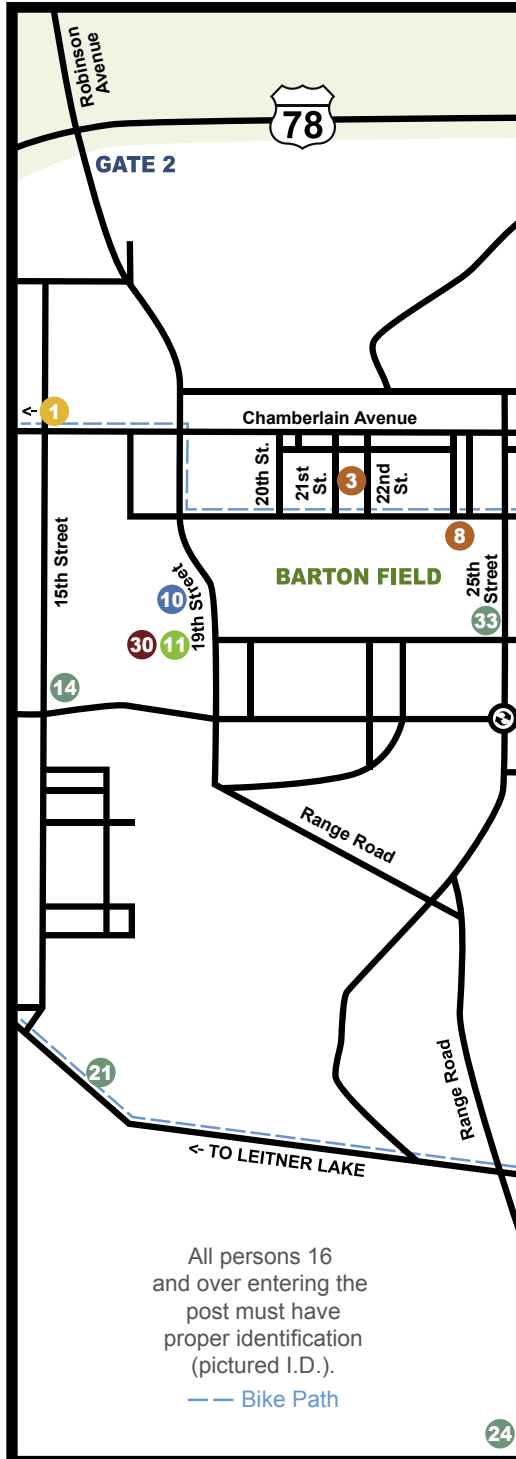 Robinson
Avenue
78
GATE 2
<- 1
Chamberlain Avenue
20th St.
21st
St.
3
22nd
St.
8
15th Street
BARTON FIELD
25th
Street
10
19th Street
33
30
11
14
Range Road
21
Range Road
<- TO LEITNER LAKE
All persons 16
and over entering the
post must have
proper identification
(pictured I.D.).
Bike Path
24